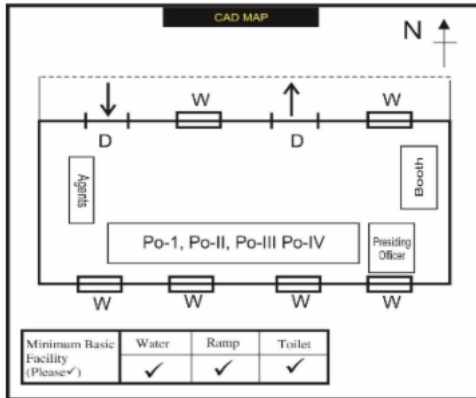 CAD MAP
N
W W
D D
Agents
Booth
Po-1, Po-II, Po-III Po-IV
Presiding
Officer
W W W W
Minimum Basic
Facility
(Please✓)
Water Ramp Toilet
✓ ✓ ✓